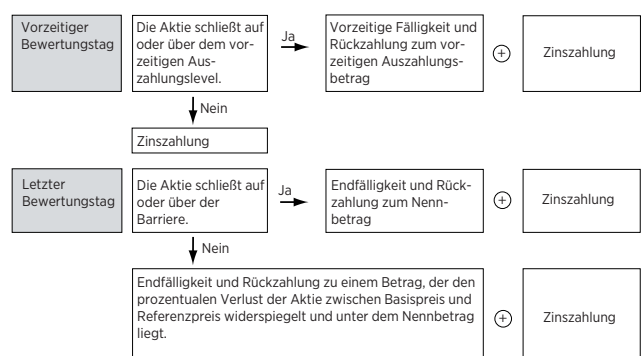 Vorzeitiger
Bewertungstag
Die Aktie schließt auf
oder über dem vor-
zeitigen Aus-
zahlungslevel.
Ja
Vorzeitige Fälligkeit und
Rückzahlung zum vor-
zeitigen Auszahlungs-
betrag
+
Zinszahlung
Nein
Zinszahlung
Letzter
Bewertungstag
Die Aktie schließt auf
oder über der
Barriere.
Ja
Endfälligkeit und Rück-
zahlung zum Nenn-
betrag
+
Zinszahlung
Nein
Endfälligkeit und Rückzahlung zu einem Betrag, der den
prozentualen Verlust der Aktie zwischen Basispreis und
Referenzpreis widerspiegelt und unter dem Nennbetrag
liegt.
+
Zinszahlung